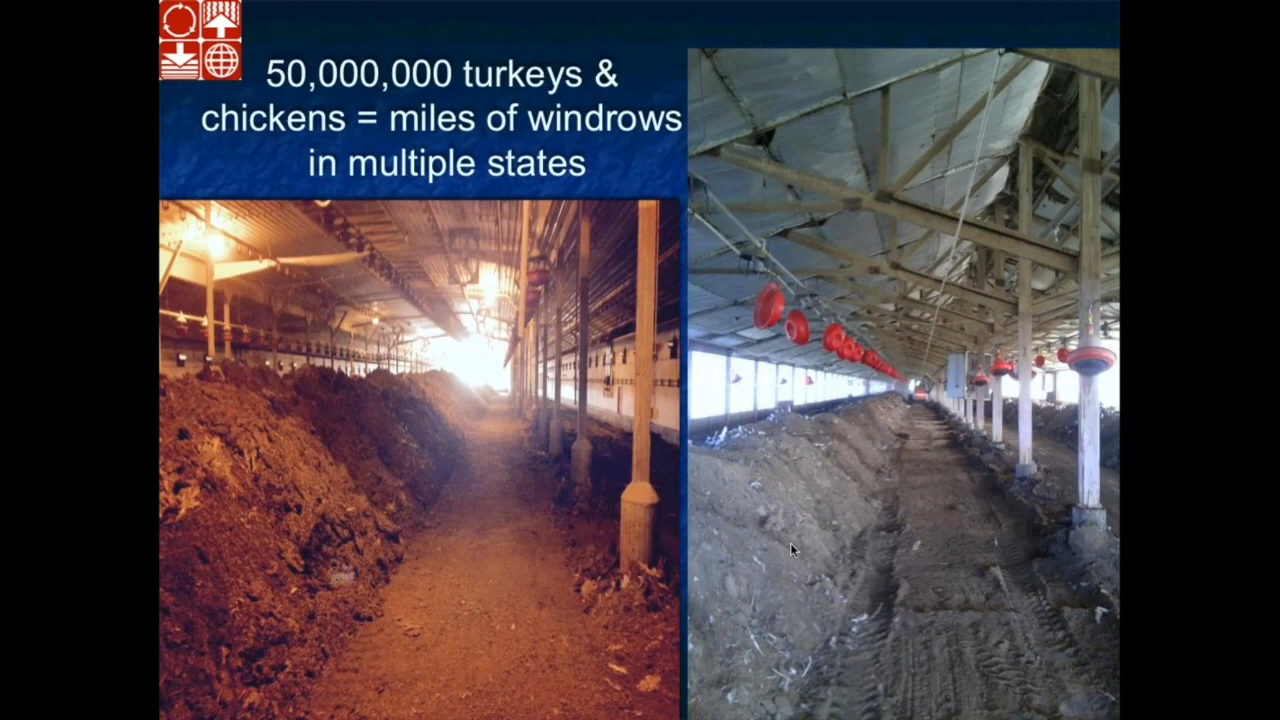 50,000,000 turkeys &
chickens = miles of windrows
in multiple states